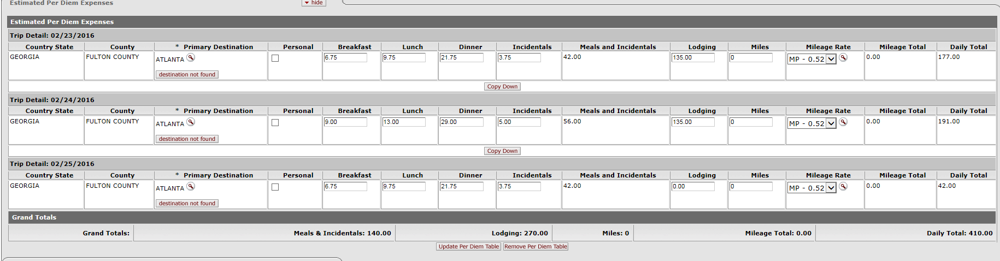 Estimated Per Diem Expenses
hide
Estimated Per Diem Expenses
Trip Detail: 02/23/2016
Country State County * Primary Destination Personal Breakfast Lunch Dinner Incidentals Meals and Incidentals Lodging Miles Mileage Rate Mileage Total Daily Total
GEORGIA FULTON COUNTY ATLANTA 6.75 9.75 21.75 3.75 42.00 135.00 0 MP - 0.52 0.00 177.00
destination not found
Copy Down
Trip Detail: 02/24/2016
Country State County * Primary Destination Personal Breakfast Lunch Dinner Incidentals Meals and Incidentals Lodging Miles Mileage Rate Mileage Total Daily Total
GEORGIA FULTON COUNTY ATLANTA 9.00 13.00 29.00 5.00 56.00 135.00 0 MP - 0.52 0.00 191.00
destination not found
Copy Down
Trip Detail: 02/25/2016
Country State County * Primary Destination Personal Breakfast Lunch Dinner Incidentals Meals and Incidentals Lodging Miles Mileage Rate Mileage Total Daily Total
GEORGIA FULTON COUNTY ATLANTA 6.75 9.75 21.75 3.75 42.00 0.00 0 MP - 0.52 0.00 42.00
destination not found
Grand Totals
Grand Totals: Meals & Incidentals: 140.00 Lodging: 270.00 Miles: 0 Mileage Total: 0.00 Daily Total: 410.00
Update Per Diem Table Remove Per Diem Table